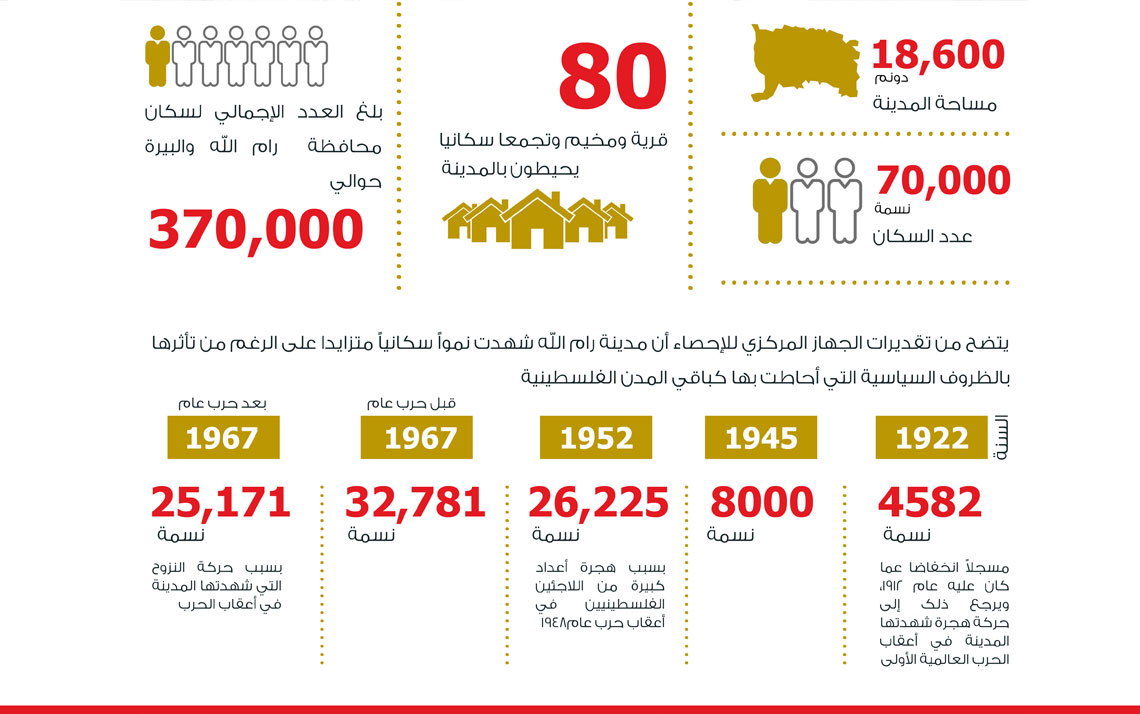 18,600
دونم
مساحة المدينة
70,000
نسمة
عدد السكان
80
قرية ومخيم وتجمعا سكانيا
يحيطون بالمدينة
بلغ العدد الإجمالي لسكان
محافظة رام الله والبيرة
حوالي
370,000
يتضح من تقديرات الجهاز المركزي للإحصاء أن مدينة رام الله شهدت نمواً سكانياً متزايدا على الرغم من تأثرها
بالظروف السياسية التي أحاطت بها كباقي المدن الفلسطينية
السنة
1922
4582
نسمة
مسجلاً انخفاضا عما
كان عليه عام ١٩١٢،
ويرجع ذلك إلى
حركة هجرة شهدتها
المدينة في أعقاب
الحرب العالمية الأولى
1945
8000
نسمة
1952
26,225
نسمة
بسبب هجرة أعداد
كبيرة من اللاجئين
الفلسطينيين في
أعقاب حرب عام١٩٤٨
قبل حرب عام
1967
32,781
نسمة
بعد حرب عام
1967
25,171
نسمة
بسبب حركة النزوح
التي شهدتها المدينة
في أعقاب الحرب